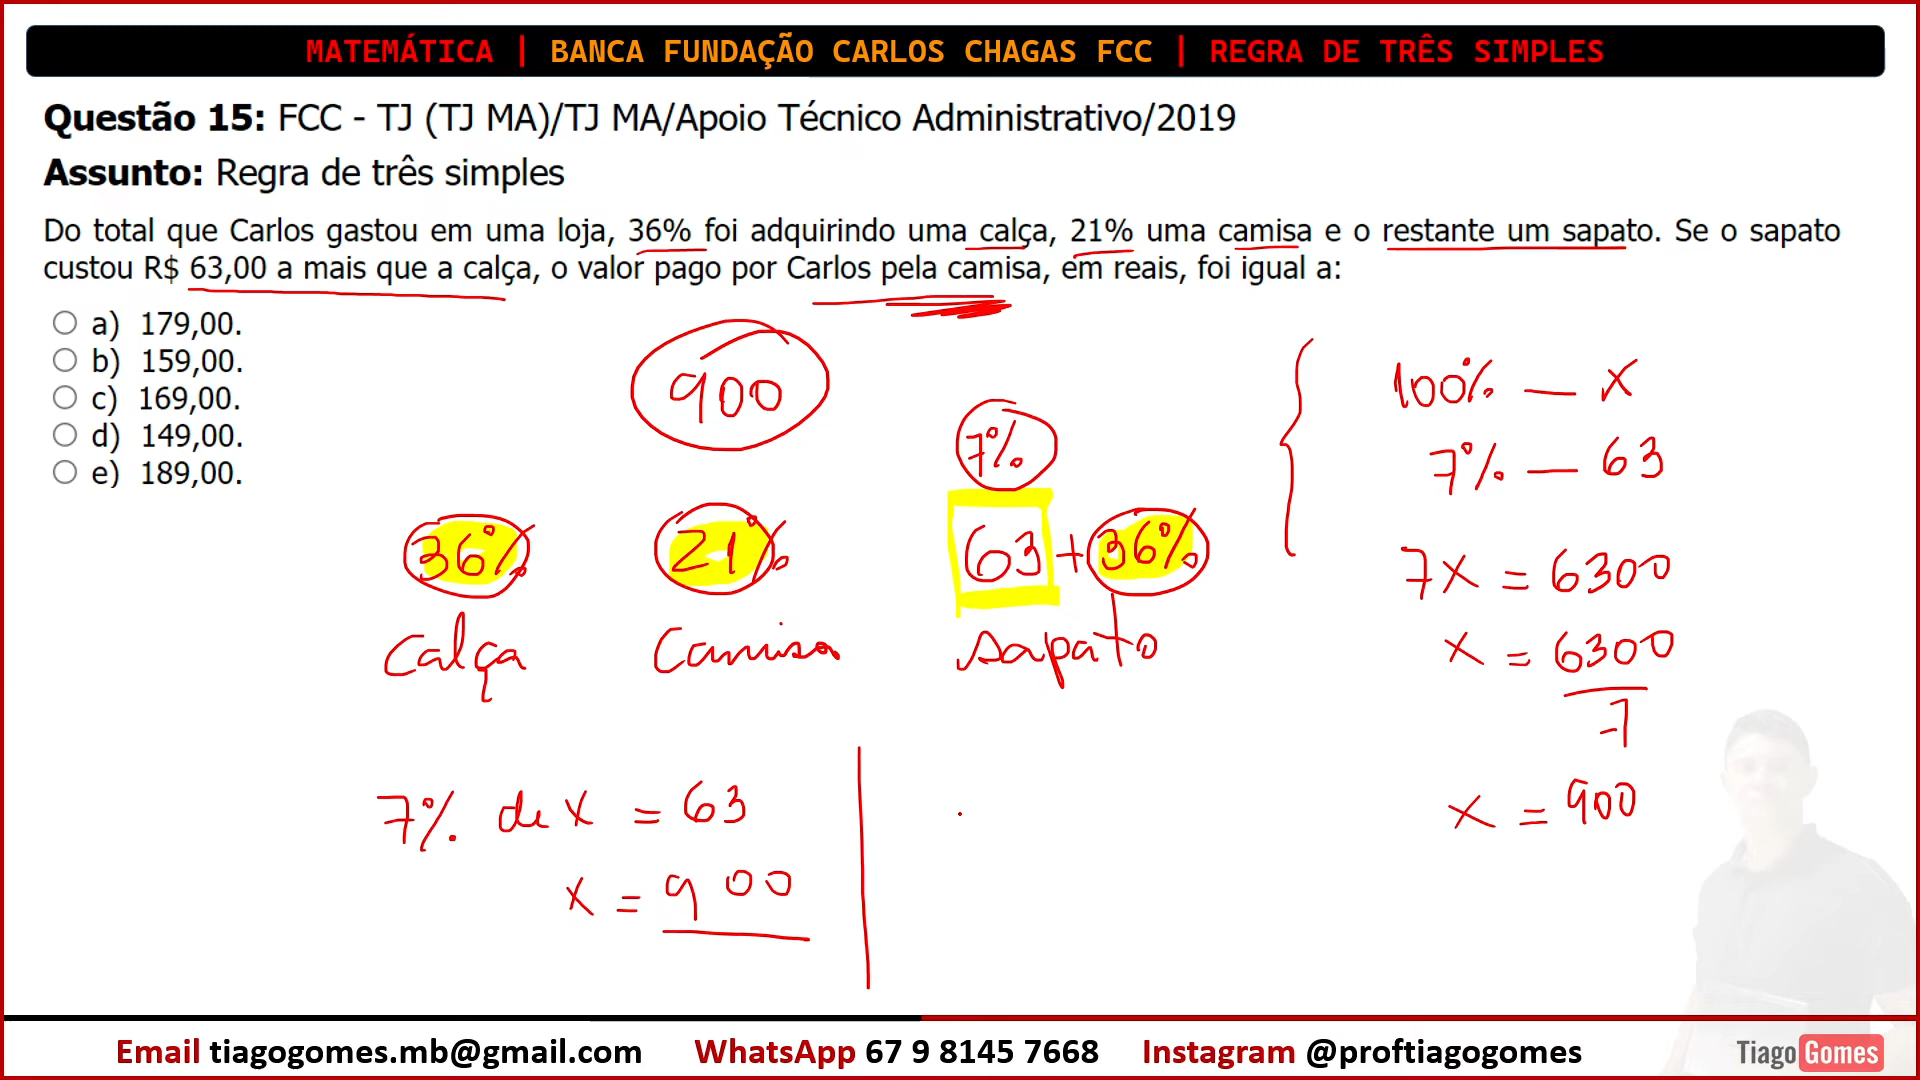 MATEMÁTICA | BANCA FUNDAÇÃO CARLOS CHAGAS FCC | REGRA DE TRÊS SIMPLES
Questão 15: FCC - TJ (TJ MA)/TJ MA/Apoio Técnico Administrativo/2019
Assunto: Regra de três simples
Do total que Carlos gastou em uma loja, 36% foi adquirindo uma calça, 21% uma camisa e o restante um sapato. Se o sapato
custou R$ 63,00 a mais que a calça, o valor pago por Carlos pela camisa, em reais, foi igual a:
a) 179,00.
b) 159,00.
c) 169,00.
d) 149,00.
e) 189,00.
900
7%
36%
21%
63 + 36%
Calça
Camisa
Sapato
7% de x = 63
x = 900
100% — x
7% — 63
7x = 6300
x = 6300
7
x = 900
Email tiagogomes.mb@gmail.com WhatsApp 67 9 8145 7668 Instagram @proftiagogomes
Tiago Gomes